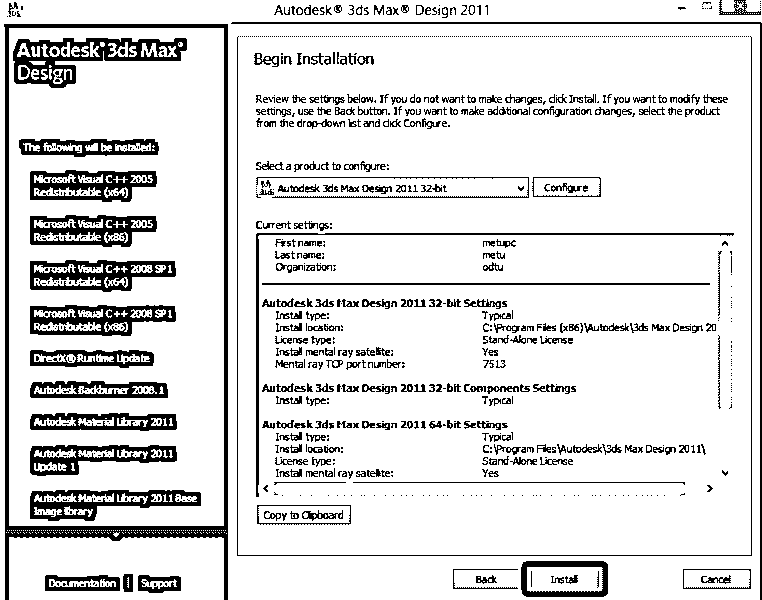 Autodesk® 3ds Max® Design 2011
Autodesk® 3ds Max®
Design
The following will be installed:
Microsoft Visual C++ 2005
Redistributable (x64)
Microsoft Visual C++ 2005
Redistributable (x86)
Microsoft Visual C++ 2008 SP1
Redistributable (x64)
Microsoft Visual C++ 2008 SP1
Redistributable (x86)
DirectX® Runtime Update
Autodesk Backburner 2008.1
Autodesk Material Library 2011
Autodesk Material Library 2011
Update 1
Autodesk Material Library 2011 Base
Image library
Documentation | Support
Begin Installation
Review the settings below. If you do not want to make changes, click Install. If you want to modify these
settings, use the Back button. If you want to make additional configuration changes, select the product
from the drop-down list and click Configure.
Select a product to configure:
Autodesk 3ds Max Design 2011 32-bit
Configure
Current settings:
First name: metupc
Last name: metu
Organization: odtu
Autodesk 3ds Max Design 2011 32-bit Settings
Install type: Typical
Install location: C:\Program Files (x86)\Autodesk\3ds Max Design 20
License type: Stand-Alone License
Install mental ray satellite: Yes
Mental ray TCP port number: 7513
Autodesk 3ds Max Design 2011 32-bit Components Settings
Install type: Typical
Autodesk 3ds Max Design 2011 64-bit Settings
Install type: Typical
Install location: C:\Program Files\Autodesk\3ds Max Design 2011\
License type: Stand-Alone License
Install mental ray satellite: Yes
Copy to Clipboard
Back
Install
Cancel